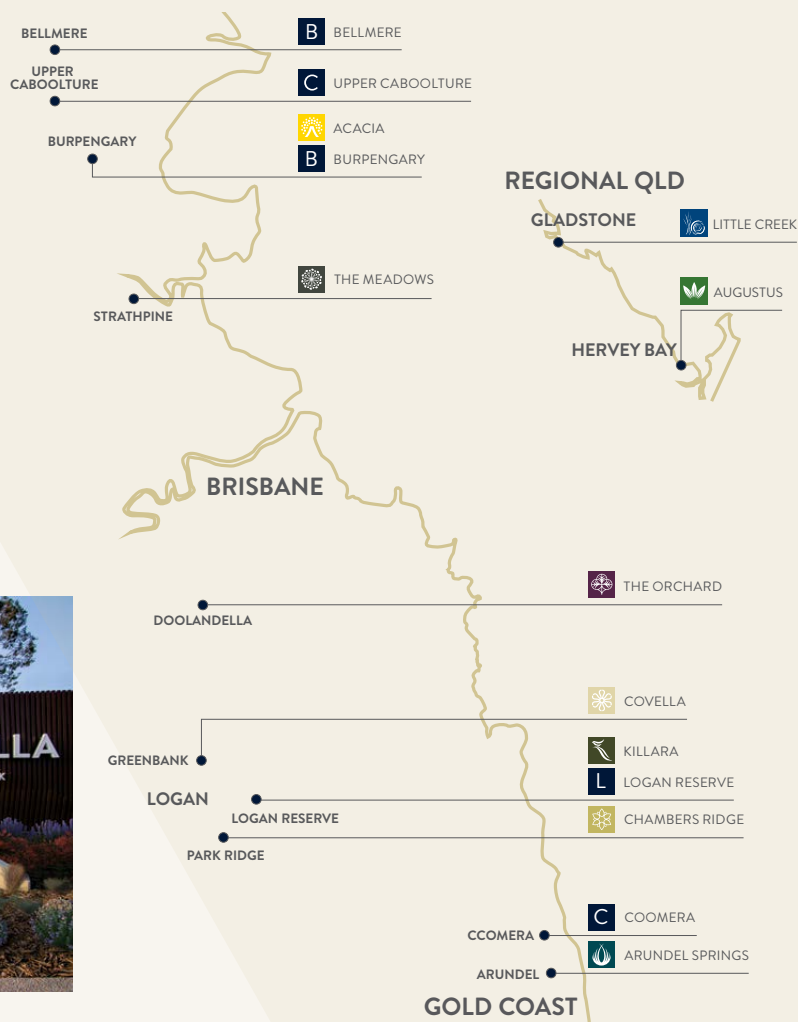 BELLMERE
B BELLMERE
UPPER
CABOOLTURE
C UPPER CABOOLTURE
ACACIA
BURPENGARY
B BURPENGARY
REGIONAL QLD
GLADSTONE
LITTLE CREEK
THE MEADOWS
STRATHPINE
AUGUSTUS
HERVEY BAY
BRISBANE
THE ORCHARD
DOOLANDELLA
COVELLA
LLA
K
GREENBANK
KILLARA
L LOGAN RESERVE
LOGAN
LOGAN RESERVE
CHAMBERS RIDGE
PARK RIDGE
C COOMERA
CCOMERA
ARUNDEL SPRINGS
ARUNDEL
GOLD COAST